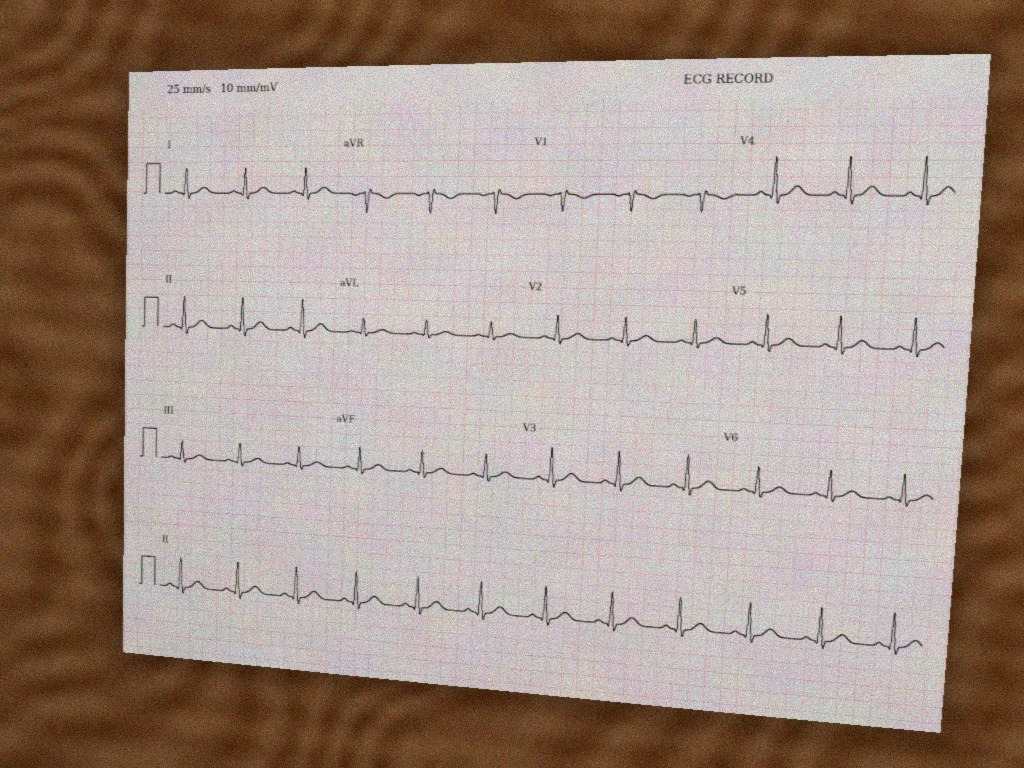 25 mm/s 10 mm/mV ECG RECORD
I aVR V1 V4
II aVL V2 V5
III aVF V3 V6
II